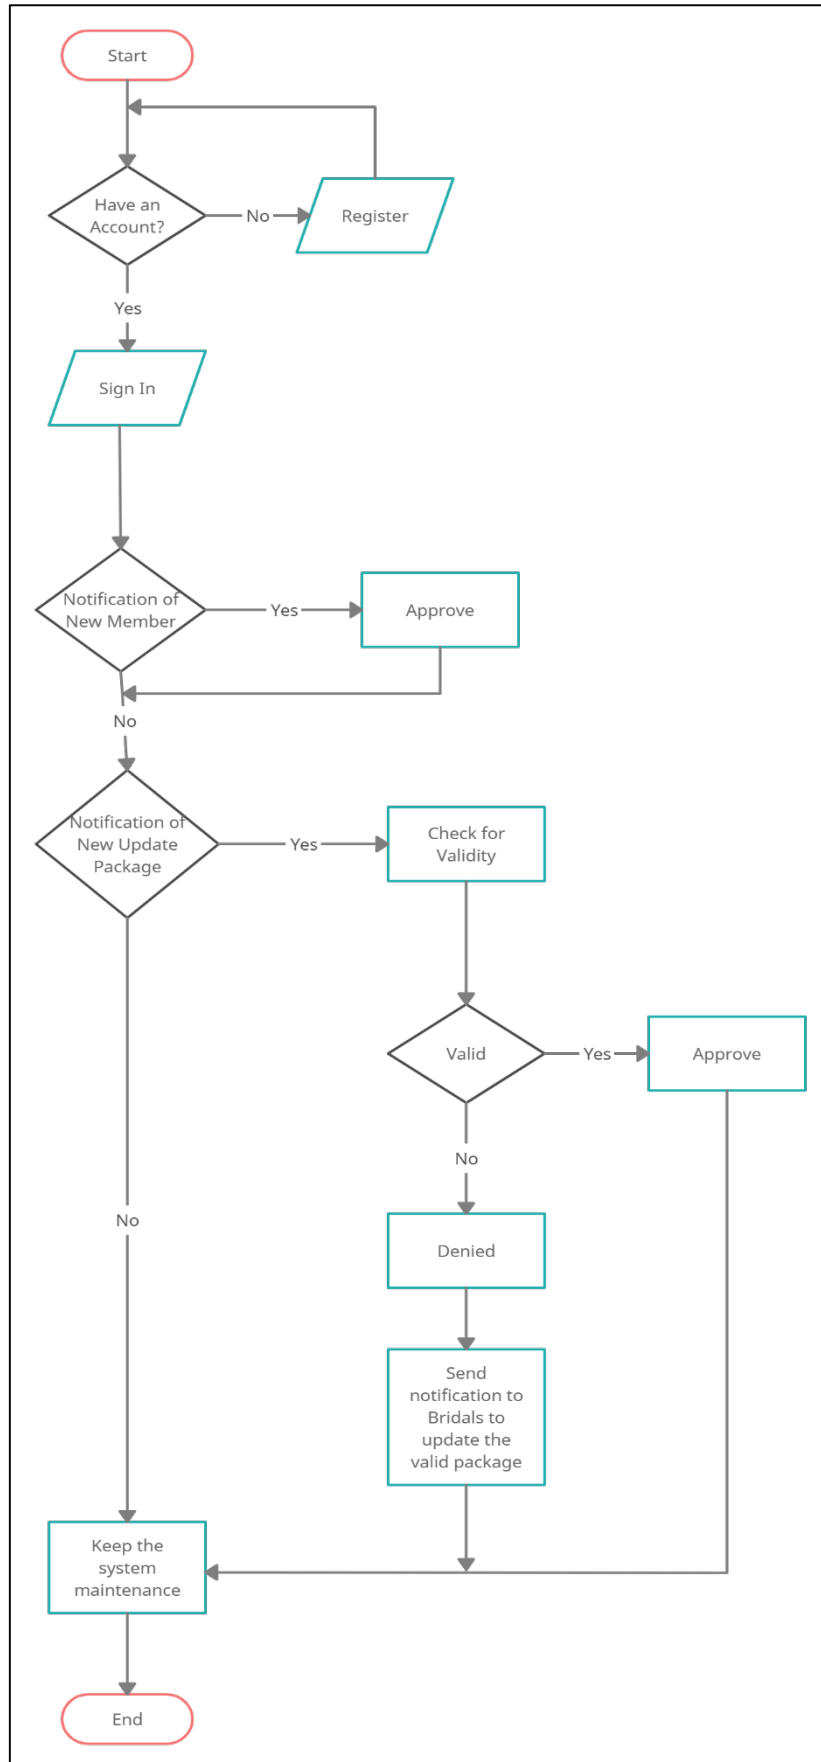 Start
Have an
Account?
No
Register
Yes
Sign In
Notification of
New Member
Yes
Approve
No
Notification of
New Update
Package
Yes
Check for
Validity
Valid
Yes
Approve
No
No
Denied
Send
notification to
Bridals to
update the
valid package
Keep the
system
maintenance
End